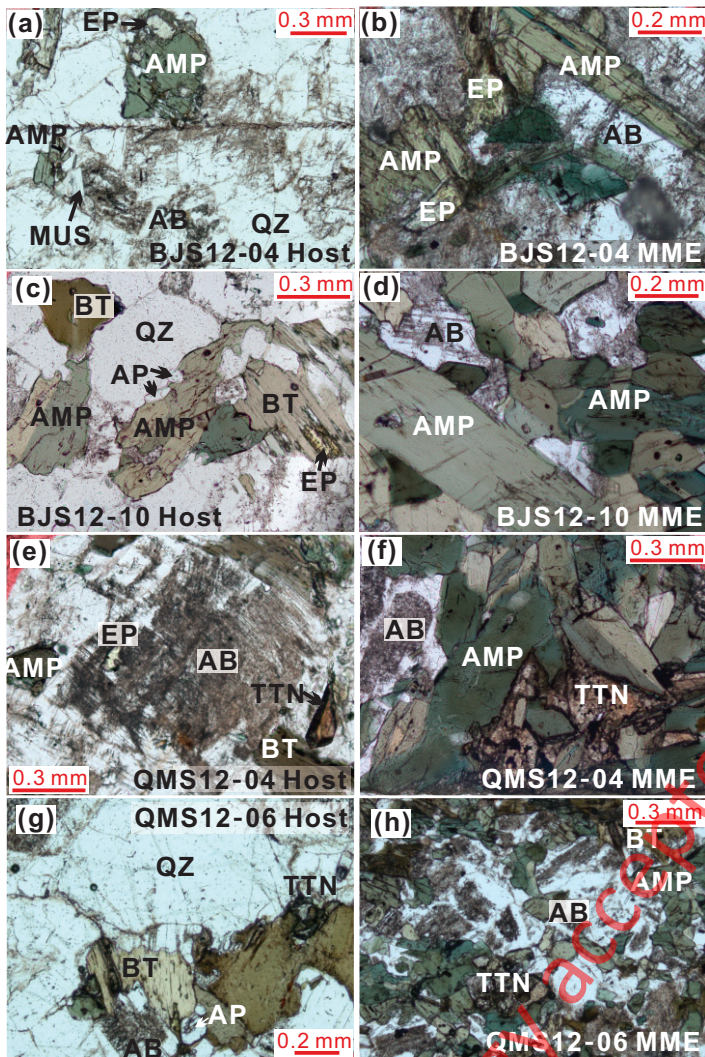 (a)
EP
0.3 mm
AMP
AMP
MUS
AB
QZ
BJS12-04 Host
(b)
0.2 mm
AMP
EP
AB
AMP
EP
BJS12-04 MME
(c)
0.3 mm
BT
QZ
AP
AMP
AMP
BT
EP
BJS12-10 Host
(d)
0.2 mm
AB
AMP
AMP
BJS12-10 MME
(e)
EP
AB
AMP
TTN
BT
0.3 mm
QMS12-04 Host
(f)
0.3 mm
AB
AMP
TTN
QMS12-04 MME
(g)
QMS12-06 Host
QZ
TTN
BT
AP
AB
0.2 mm
(h)
0.3 mm
BT
AMP
AB
TTN
QMS12-06 MME